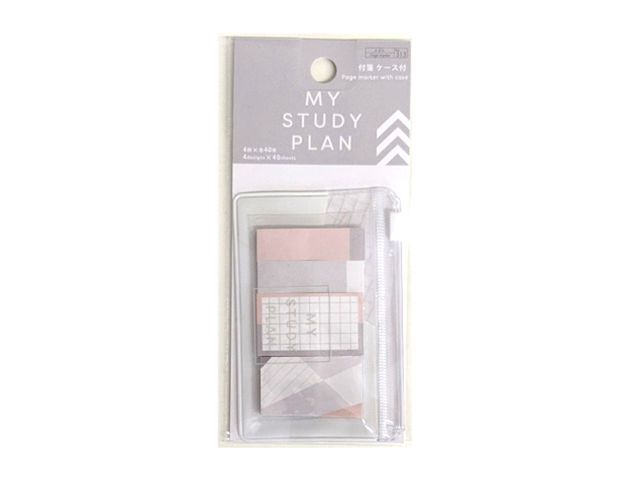 付箋 ケース付
Page marker with case
MY
STUDY
PLAN
4柄×各40枚
4designs×40sheets
MY
STUDY
PLAN